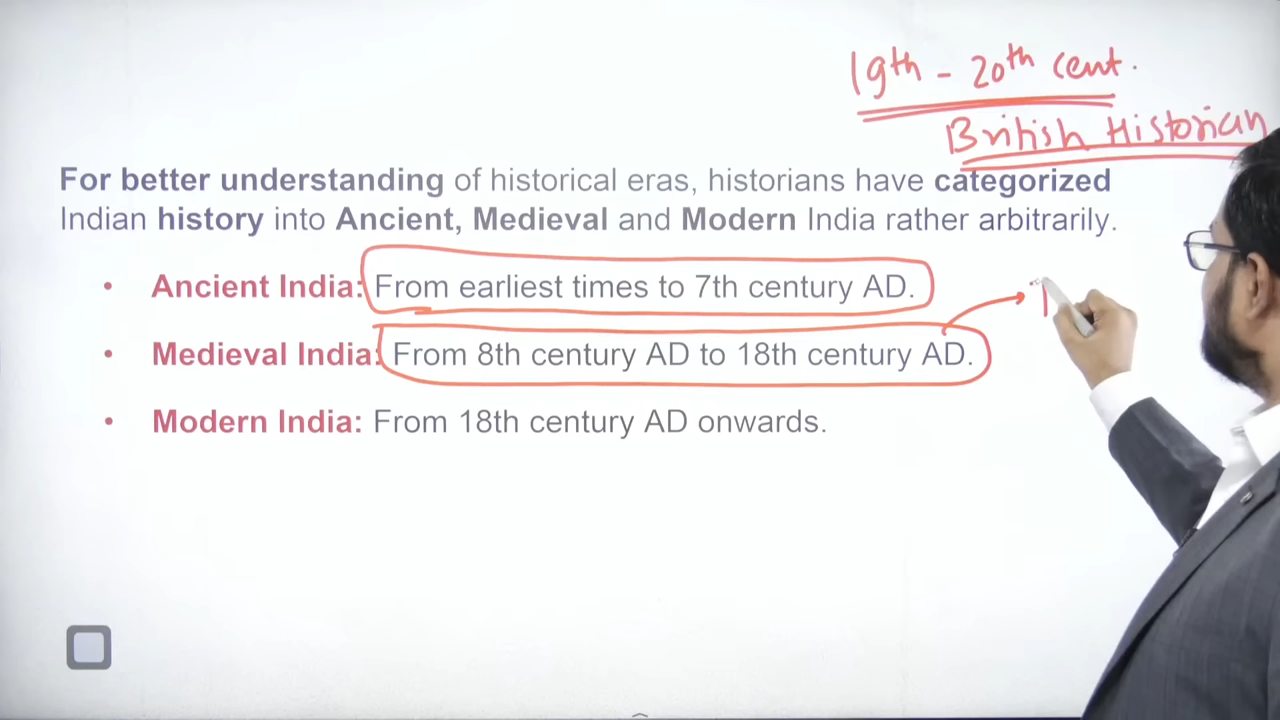 19th - 20th cent.
British Historian
For better understanding of historical eras, historians have categorized
Indian history into Ancient, Medieval and Modern India rather arbitrarily.
• Ancient India: From earliest times to 7th century AD.
• Medieval India: From 8th century AD to 18th century AD.
• Modern India: From 18th century AD onwards.